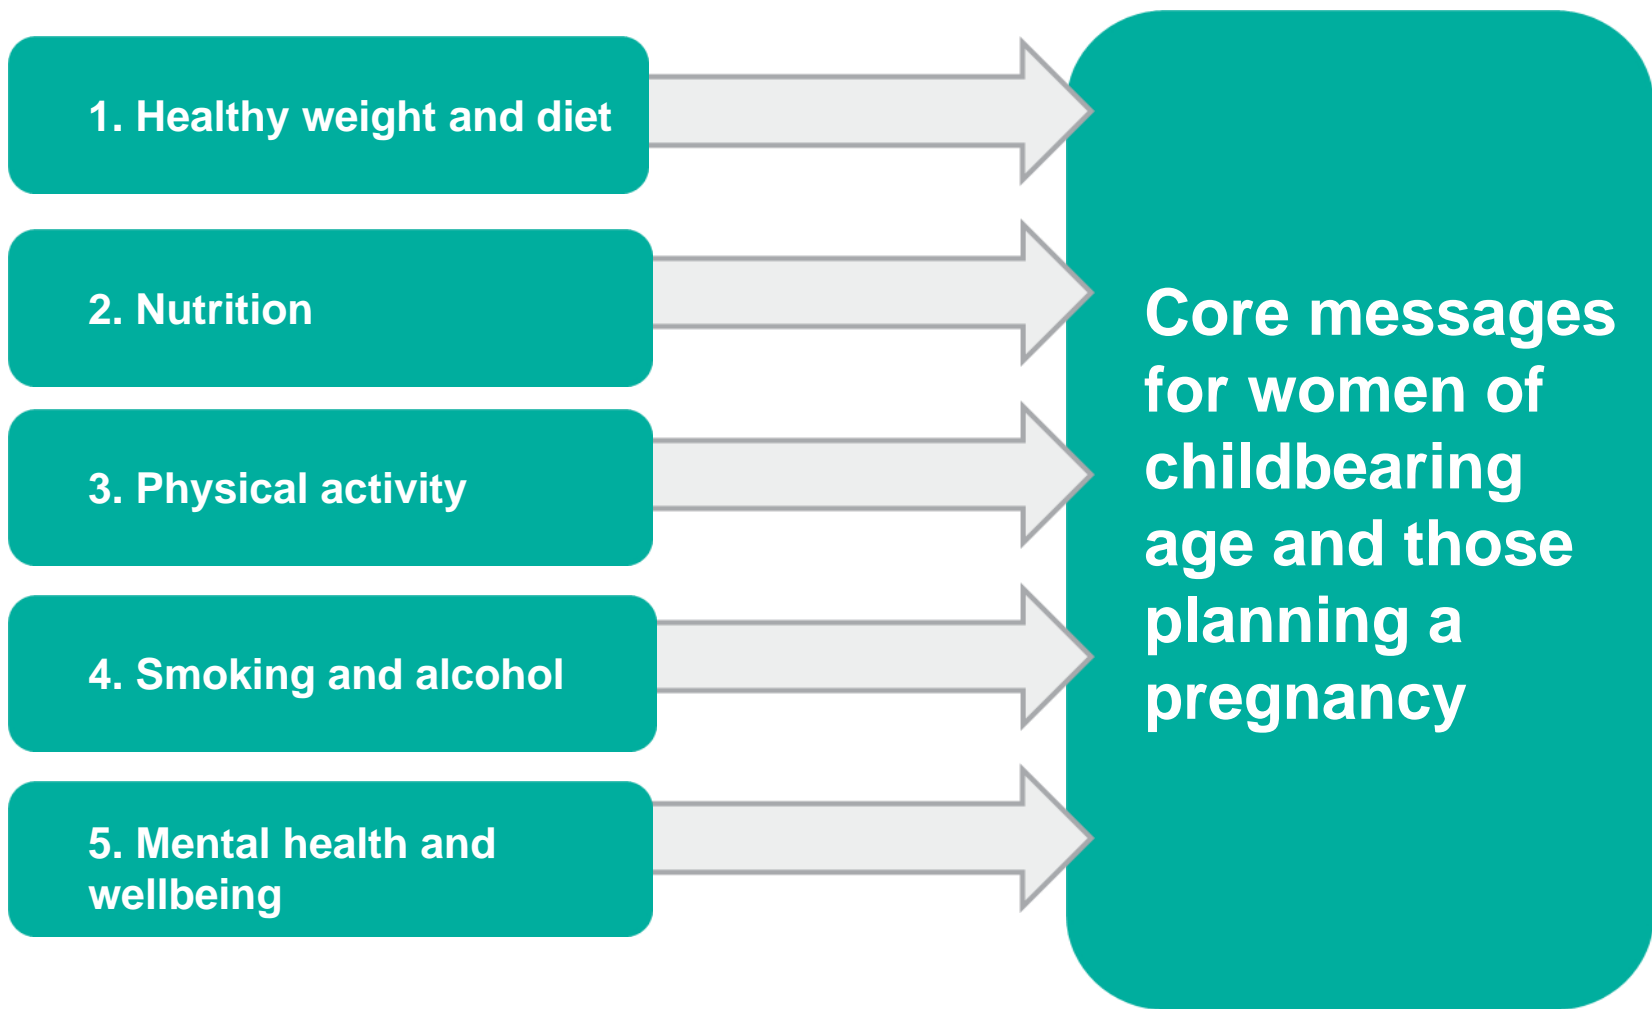 1. Healthy weight and diet
2. Nutrition
3. Physical activity
4. Smoking and alcohol
5. Mental health and
wellbeing
Core messages
for women of
childbearing
age and those
planning a
pregnancy